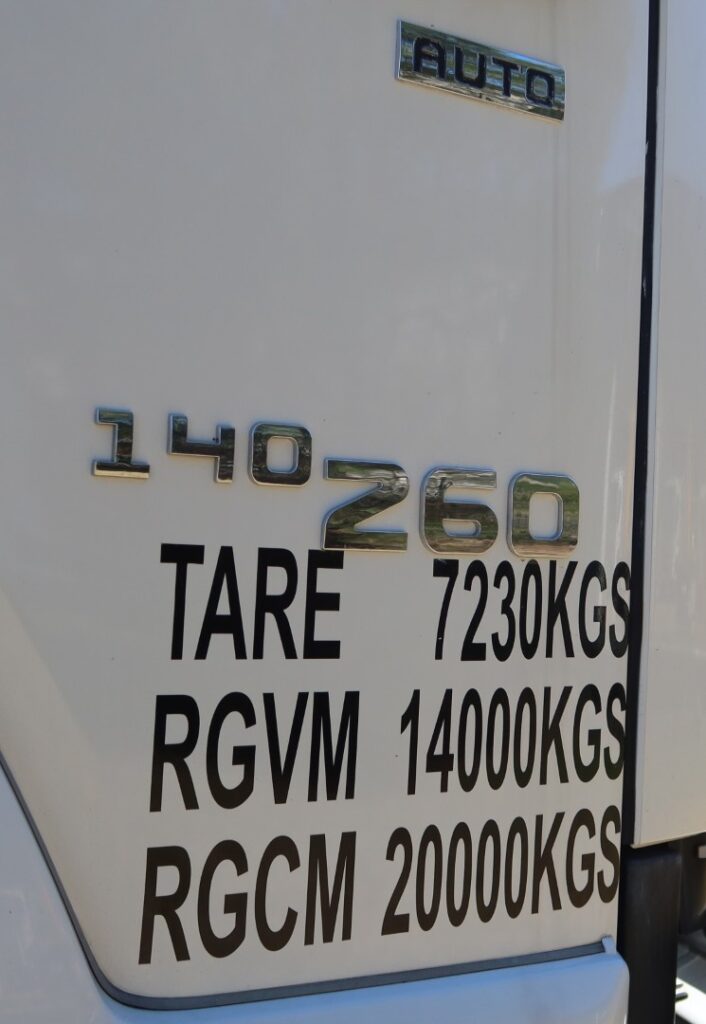 AUTO
140 260
TARE 7230KGS
RGVM 14000KGS
RGCM 20000KGS